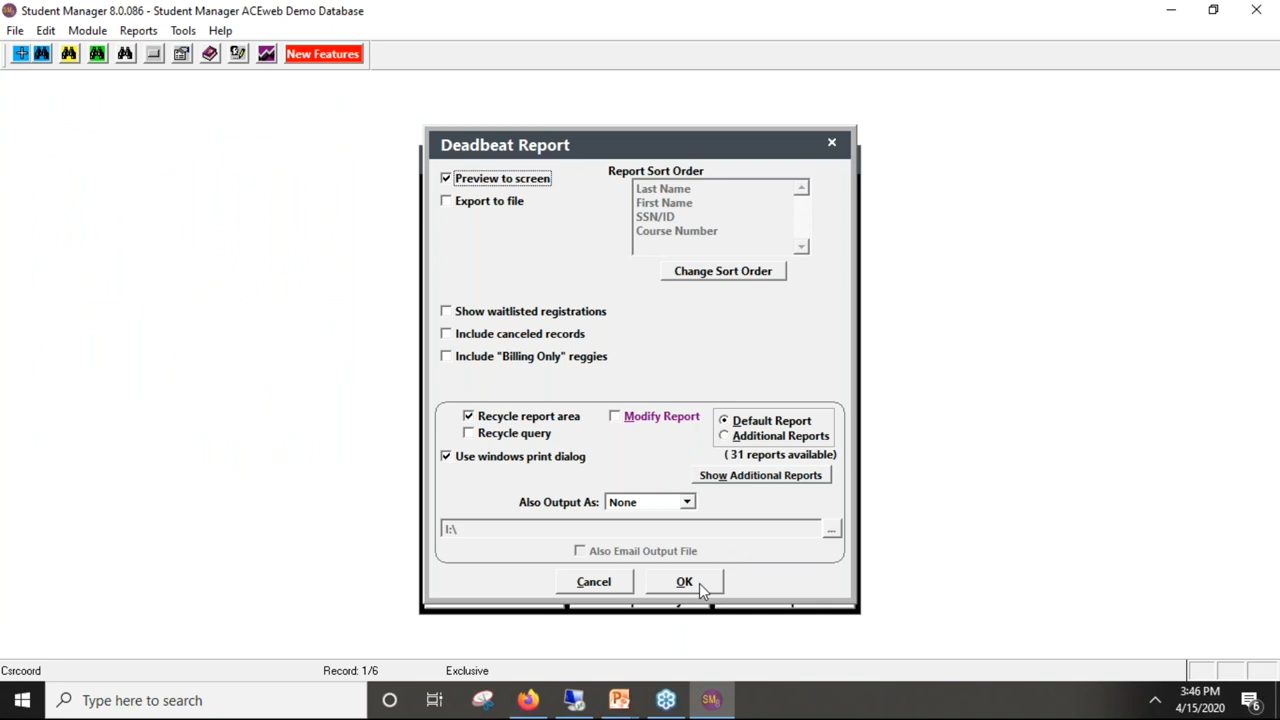 Student Manager 8.0.086 - Student Manager ACEweb Demo Database
File Edit Module Reports Tools Help
New Features
Deadbeat Report
Preview to screen
Export to file
Report Sort Order
Last Name
First Name
SSN/ID
Course Number
Change Sort Order
Show waitlisted registrations
Include canceled records
Include "Billing Only" reggies
Recycle report area
Recycle query
Modify Report
Default Report
Additional Reports
( 31 reports available)
Use windows print dialog
Show Additional Reports
Also Output As: None
I:\
...
Also Email Output File
Cancel OK
Csrcoord Record: 1/6 Exclusive
Type here to search
3:46 PM
4/15/2020
6